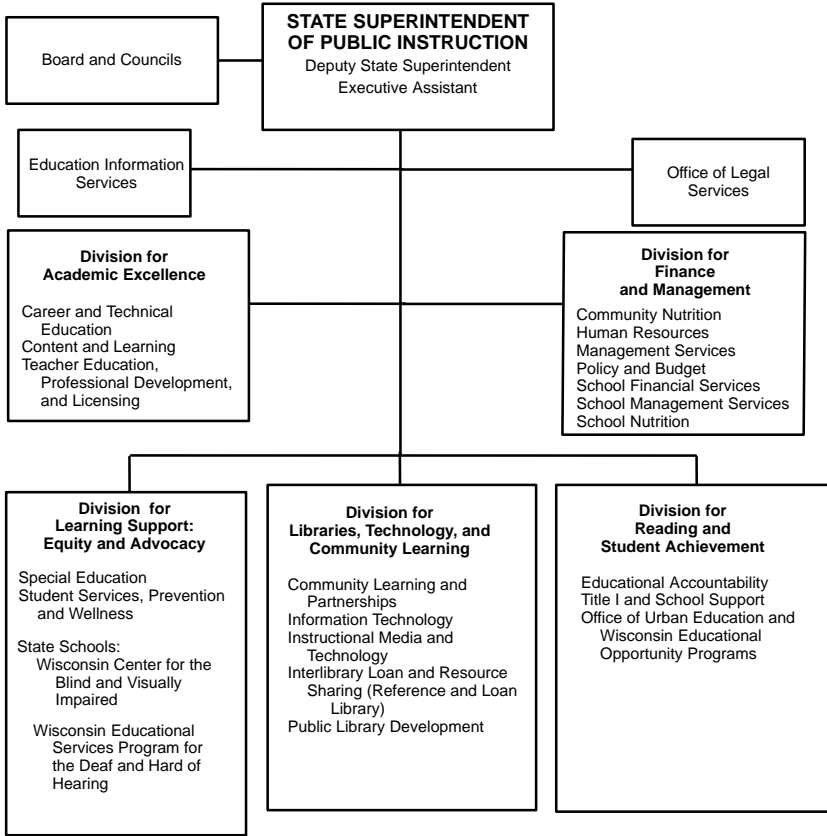 STATE SUPERINTENDENT
OF PUBLIC INSTRUCTION
Deputy State Superintendent
Executive Assistant
Board and Councils
Education Information
Services
Office of Legal
Services
Division for
Academic Excellence
Career and Technical
Education
Content and Learning
Teacher Education,
Professional Development,
and Licensing
Division for
Finance
and Management
Community Nutrition
Human Resources
Management Services
Policy and Budget
School Financial Services
School Management Services
School Nutrition
Division for
Learning Support:
Equity and Advocacy
Special Education
Student Services, Prevention
and Wellness
State Schools:
Wisconsin Center for the
Blind and Visually
Impaired
Wisconsin Educational
Services Program for
the Deaf and Hard of
Hearing
Division for
Libraries, Technology, and
Community Learning
Community Learning and
Partnerships
Information Technology
Instructional Media and
Technology
Interlibrary Loan and Resource
Sharing (Reference and Loan
Library)
Public Library Development
Division for
Reading and
Student Achievement
Educational Accountability
Title I and School Support
Office of Urban Education and
Wisconsin Educational
Opportunity Programs